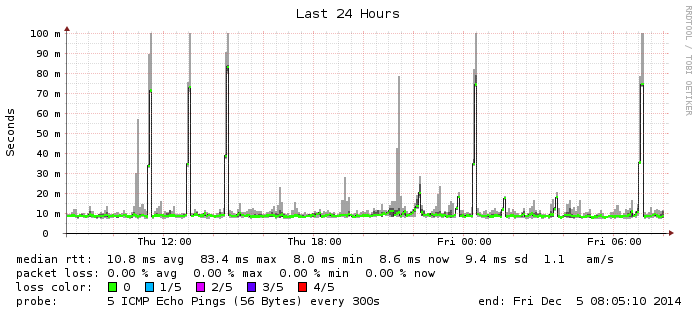 Last 24 Hours
RRDTOOL / TOBI OETIKER
Seconds
100 m
90 m
80 m
70 m
60 m
50 m
40 m
30 m
20 m
10 m
0
Thu 12:00 Thu 18:00 Fri 00:00 Fri 06:00
median rtt: 10.8 ms avg 83.4 ms max 8.0 ms min 8.6 ms now 9.4 ms sd 1.1 am/s
packet loss: 0.00 % avg 0.00 % max 0.00 % min 0.00 % now
loss color: 0 1/5 2/5 3/5 4/5
probe: 5 ICMP Echo Pings (56 Bytes) every 300s end: Fri Dec 5 08:05:10 2014